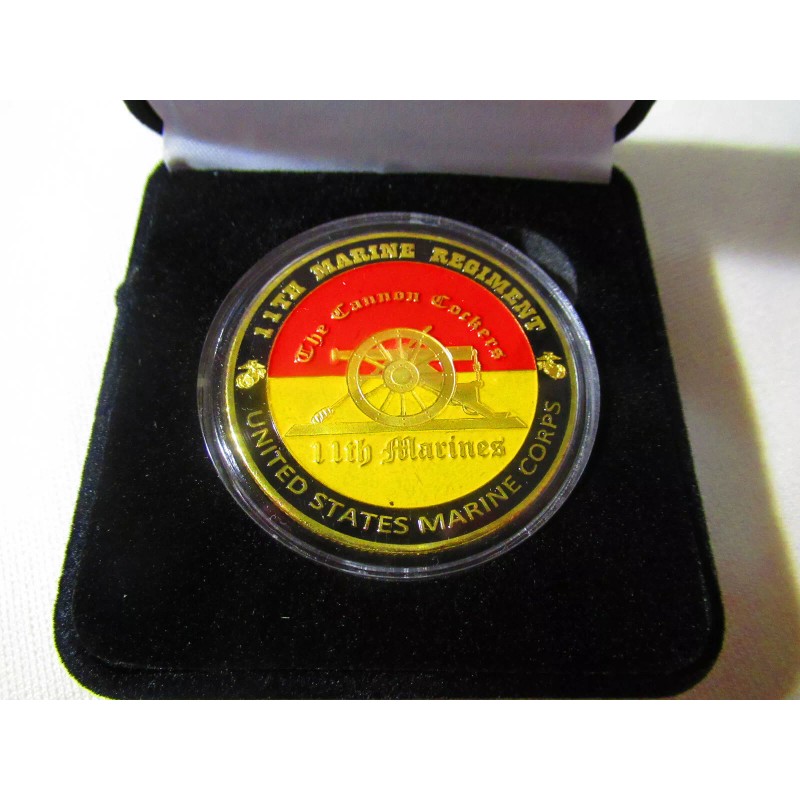 11TH MARINE REGIMENT
The Cannon Cockers
11th Marines
UNITED STATES MARINE CORPS